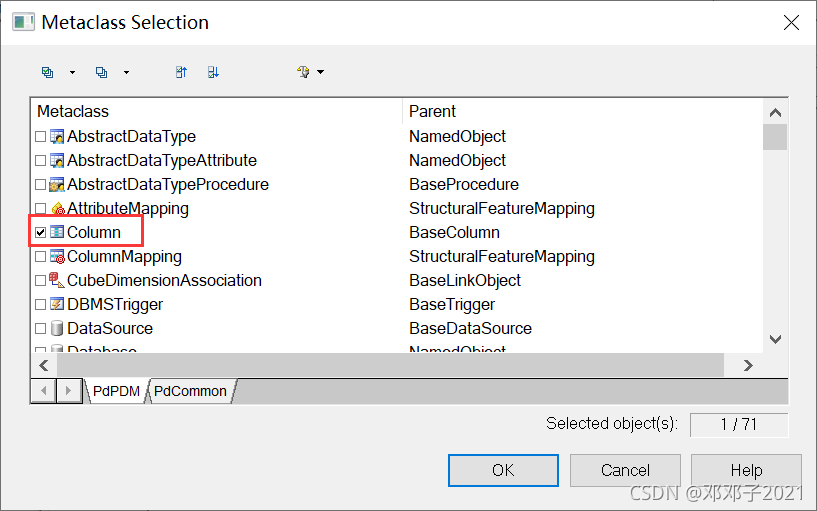 Metaclass Selection
Metaclass Parent
AbstractDataType NamedObject
AbstractDataTypeAttribute NamedObject
AbstractDataTypeProcedure BaseProcedure
AttributeMapping StructuralFeatureMapping
Column BaseColumn
ColumnMapping StructuralFeatureMapping
CubeDimensionAssociation BaseLinkObject
DBMSTrigger BaseTrigger
DataSource BaseDataSource
Database NamedObject
PdPDM PdCommon
Selected object(s): 1 / 71
OK Cancel Help
CSDN @邓邓子2021